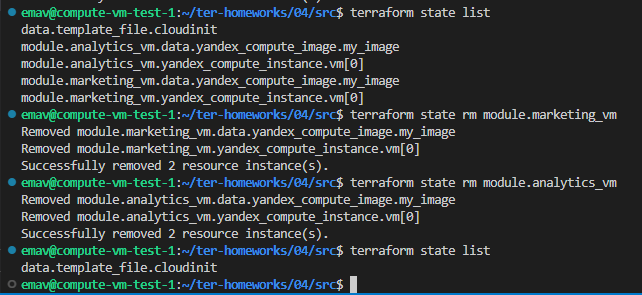 emav@compute-vm-test-1:~/ter-homeworks/04/src$ terraform state list
data.template_file.cloudinit
module.analytics_vm.data.yandex_compute_image.my_image
module.analytics_vm.yandex_compute_instance.vm[0]
module.marketing_vm.data.yandex_compute_image.my_image
module.marketing_vm.yandex_compute_instance.vm[0]
emav@compute-vm-test-1:~/ter-homeworks/04/src$ terraform state rm module.marketing_vm
Removed module.marketing_vm.data.yandex_compute_image.my_image
Removed module.marketing_vm.yandex_compute_instance.vm[0]
Successfully removed 2 resource instance(s).
emav@compute-vm-test-1:~/ter-homeworks/04/src$ terraform state rm module.analytics_vm
Removed module.analytics_vm.data.yandex_compute_image.my_image
Removed module.analytics_vm.yandex_compute_instance.vm[0]
Successfully removed 2 resource instance(s).
emav@compute-vm-test-1:~/ter-homeworks/04/src$ terraform state list
data.template_file.cloudinit
emav@compute-vm-test-1:~/ter-homeworks/04/src$